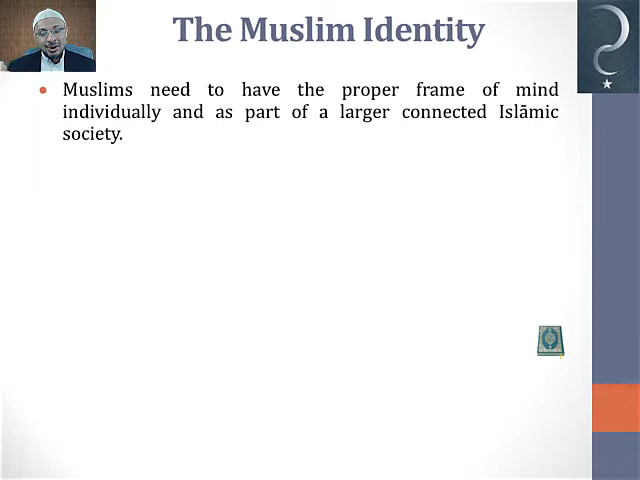 The Muslim Identity
Muslims need to have the proper frame of mind
individually and as part of a larger connected Islāmic
society.